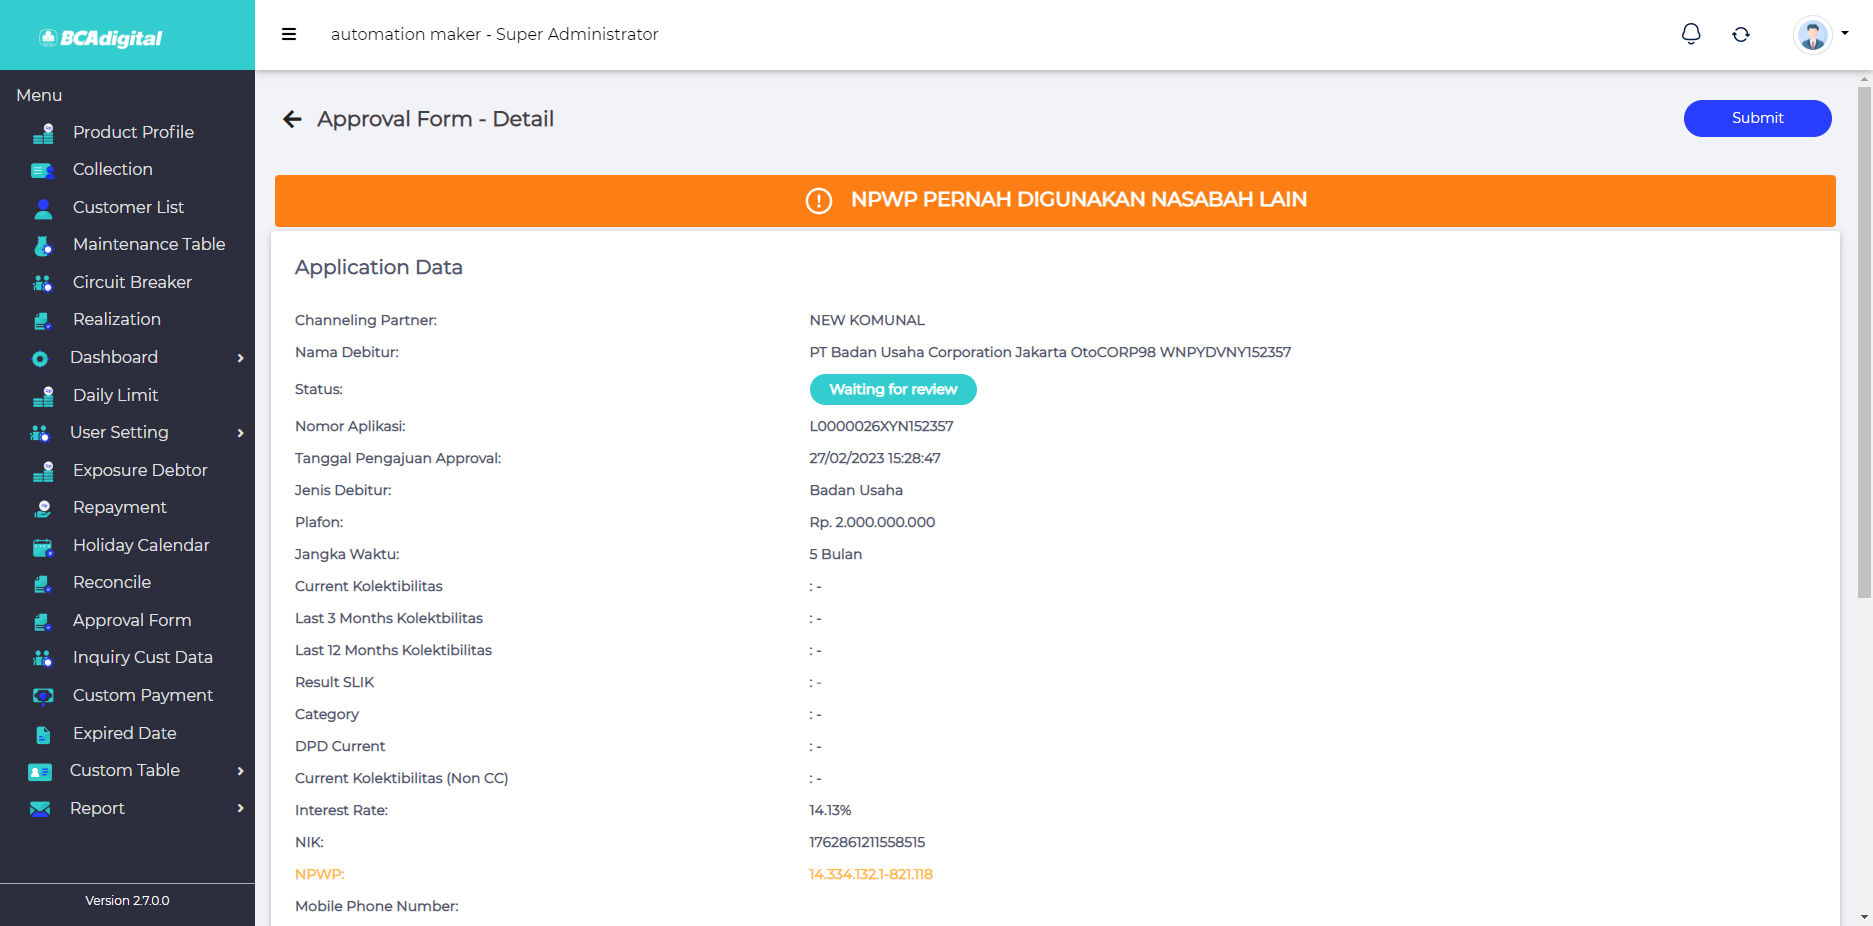 BCAdigital
automation maker - Super Administrator
Menu
Product Profile
Collection
Customer List
Maintenance Table
Circuit Breaker
Realization
Dashboard
Daily Limit
User Setting
Exposure Debtor
Repayment
Holiday Calendar
Reconcile
Approval Form
Inquiry Cust Data
Custom Payment
Expired Date
Custom Table
Report
Version 2.7.0.0
Approval Form - Detail
Submit
NPWP PERNAH DIGUNAKAN NASABAH LAIN
Application Data
Channeling Partner: NEW KOMUNAL
Nama Debitur: PT Badan Usaha Corporation Jakarta OtoCORP98 WNPYDVNY152357
Status: Waiting for review
Nomor Aplikasi: L0000026XYN152357
Tanggal Pengajuan Approval: 27/02/2023 15:28:47
Jenis Debitur: Badan Usaha
Plafon: Rp. 2.000.000.000
Jangka Waktu: 5 Bulan
Current Kolektibilitas : -
Last 3 Months Kolektbilitas : -
Last 12 Months Kolektibilitas : -
Result SLIK : -
Category : -
DPD Current : -
Current Kolektibilitas (Non CC) : -
Interest Rate: 14.13%
NIK: 1762861211558515
NPWP: 14.334.132.1-821.118
Mobile Phone Number: